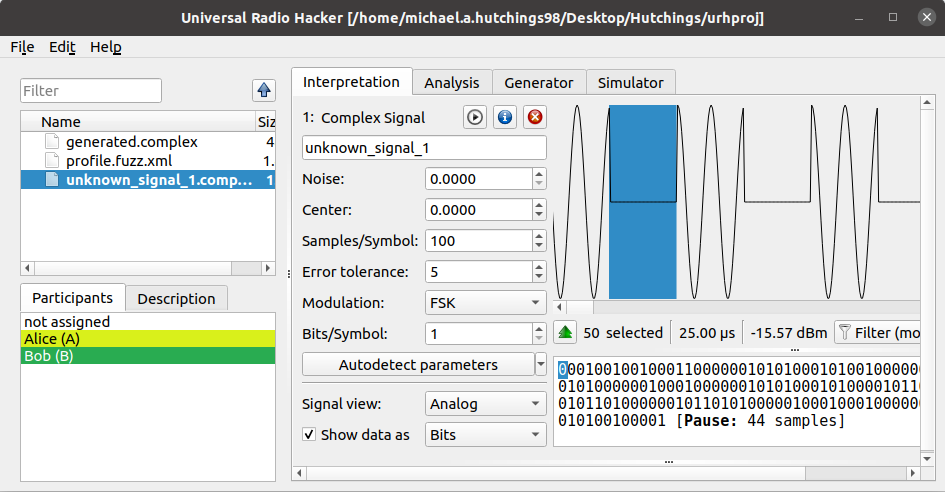 Universal Radio Hacker [/home/michael.a.hutchings98/Desktop/Hutchings/urhproj]
File Edit Help
Filter
Name Siz
generated.complex 4
profile.fuzz.xml 1.
unknown_signal_1.comp... 1
Participants Description
not assigned
Alice (A)
Bob (B)
Interpretation Analysis Generator Simulator
1: Complex Signal
unknown_signal_1
Noise: 0.0000
Center: 0.0000
Samples/Symbol: 100
Error tolerance: 5
Modulation: FSK
Bits/Symbol: 1
Autodetect parameters
Signal view: Analog
Show data as Bits
50 selected 25.00 µs -15.57 dBm Filter (mo
0001001001000110000001010100010100100000
0101000000100010000001010100010100001011
0101101000000101101010000010001000100000
010100100001 [Pause: 44 samples]